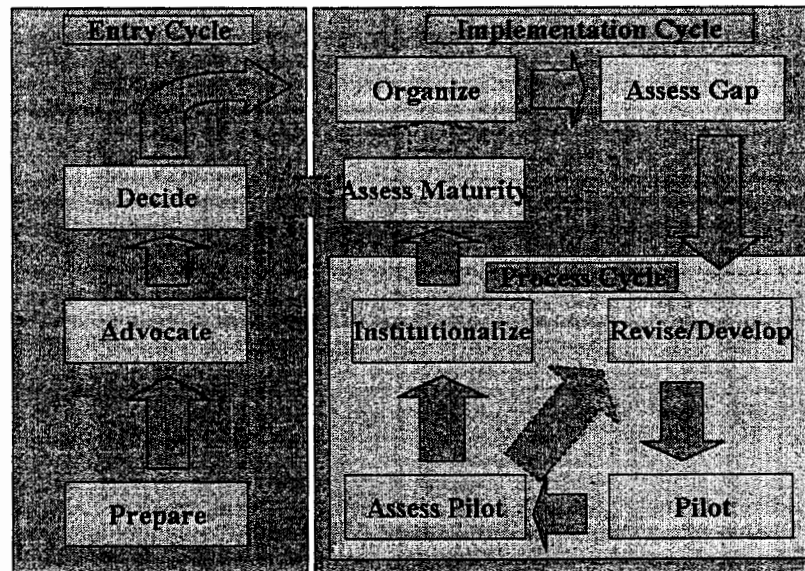 Entry Cycle
Decide
Advocate
Prepare
Implementation Cycle
Organize
Assess Gap
Assess Maturity
Process Cycle
Institutionalize
Revise/Develop
Assess Pilot
Pilot